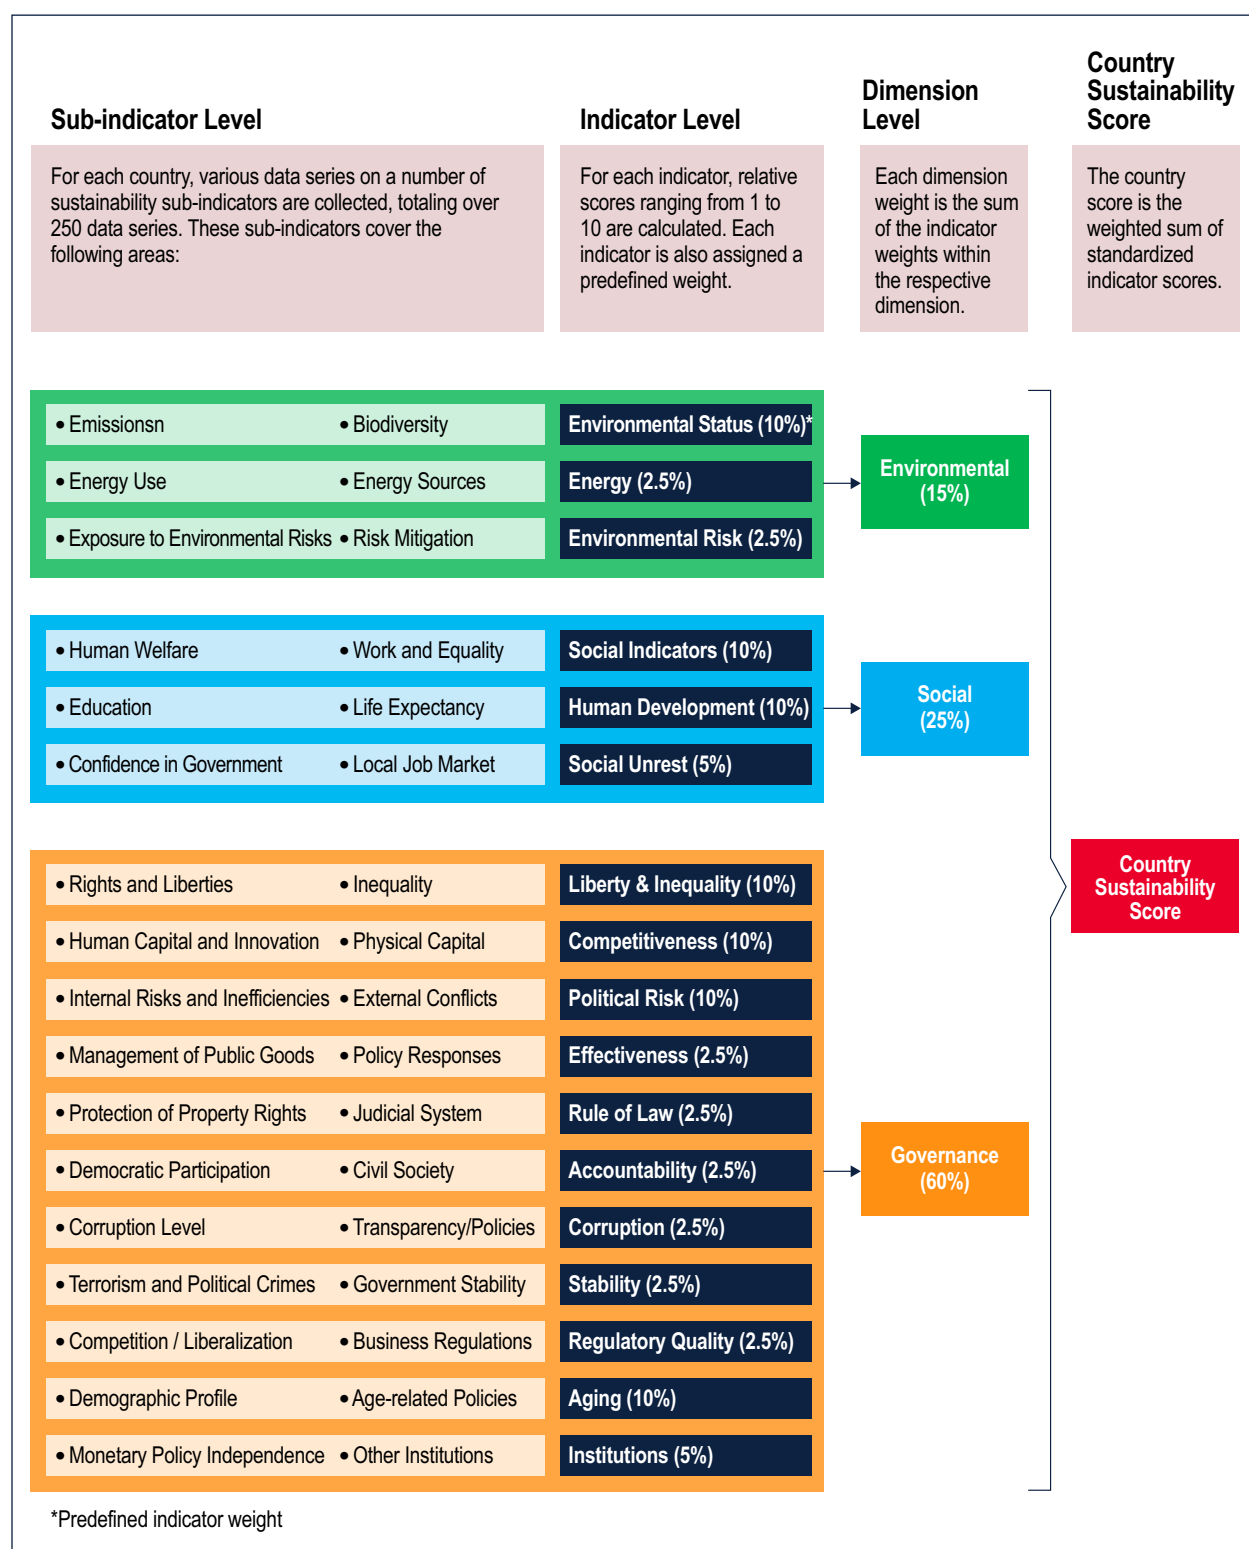 Sub-indicator Level
Indicator Level
Dimension
Level
Country
Sustainability
Score
For each country, various data series on a number of
sustainability sub-indicators are collected, totaling over
250 data series. These sub-indicators cover the
following areas:
For each indicator, relative
scores ranging from 1 to
10 are calculated. Each
indicator is also assigned a
predefined weight.
Each dimension
weight is the sum
of the indicator
weights within
the respective
dimension.
The country
score is the
weighted sum of
standardized
indicator scores.
• Emissionsn • Biodiversity Environmental Status (10%)*
• Energy Use • Energy Sources Energy (2.5%)
• Exposure to Environmental Risks • Risk Mitigation Environmental Risk (2.5%)
Environmental
(15%)
• Human Welfare • Work and Equality Social Indicators (10%)
• Education • Life Expectancy Human Development (10%)
• Confidence in Government • Local Job Market Social Unrest (5%)
Social
(25%)
• Rights and Liberties • Inequality Liberty & Inequality (10%)
• Human Capital and Innovation • Physical Capital Competitiveness (10%)
• Internal Risks and Inefficiencies • External Conflicts Political Risk (10%)
• Management of Public Goods • Policy Responses Effectiveness (2.5%)
• Protection of Property Rights • Judicial System Rule of Law (2.5%)
• Democratic Participation • Civil Society Accountability (2.5%)
• Corruption Level • Transparency/Policies Corruption (2.5%)
• Terrorism and Political Crimes • Government Stability Stability (2.5%)
• Competition / Liberalization • Business Regulations Regulatory Quality (2.5%)
• Demographic Profile • Age-related Policies Aging (10%)
• Monetary Policy Independence • Other Institutions Institutions (5%)
Governance
(60%)
Country
Sustainability
Score
*Predefined indicator weight